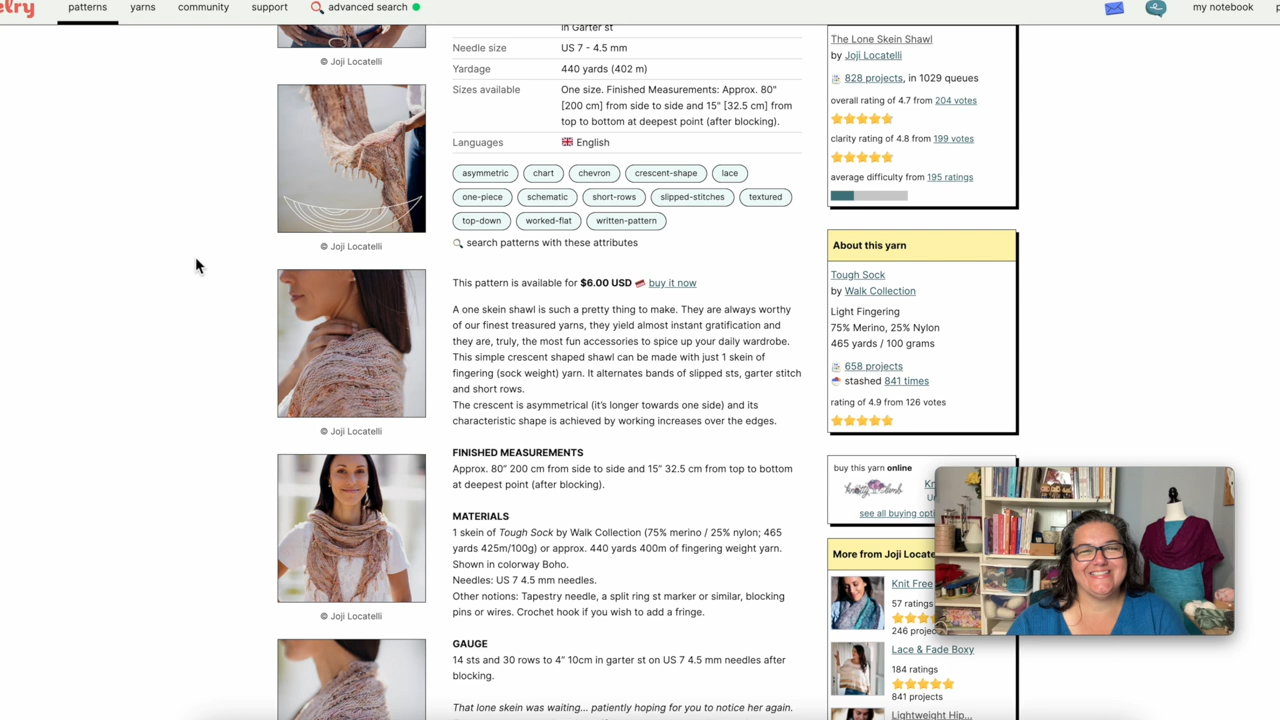 elry
patterns
yarns
community
support
advanced search
my notebook
© Joji Locatelli
© Joji Locatelli
© Joji Locatelli
© Joji Locatelli
in Garter st
Needle size US 7 - 4.5 mm
Yardage 440 yards (402 m)
Sizes available One size. Finished Measurements: Approx. 80"
[200 cm] from side to side and 15" [32.5 cm] from
top to bottom at deepest point (after blocking).
Languages English
asymmetric chart chevron crescent-shape lace
one-piece schematic short-rows slipped-stitches textured
top-down worked-flat written-pattern
search patterns with these attributes
This pattern is available for $6.00 USD buy it now
A one skein shawl is such a pretty thing to make. They are always worthy
of our finest treasured yarns, they yield almost instant gratification and
they are, truly, the most fun accessories to spice up your daily wardrobe.
This simple crescent shaped shawl can be made with just 1 skein of
fingering (sock weight) yarn. It alternates bands of slipped sts, garter stitch
and short rows.
The crescent is asymmetrical (it's longer towards one side) and its
characteristic shape is achieved by working increases over the edges.
FINISHED MEASUREMENTS
Approx. 80" 200 cm from side to side and 15" 32.5 cm from top to bottom
at deepest point (after blocking).
MATERIALS
1 skein of Tough Sock by Walk Collection (75% merino / 25% nylon; 465
yards 425m/100g) or approx. 440 yards 400m of fingering weight yarn.
Shown in colorway Boho.
Needles: US 7 4.5 mm needles.
Other notions: Tapestry needle, a split ring st marker or similar, blocking
pins or wires. Crochet hook if you wish to add a fringe.
GAUGE
14 sts and 30 rows to 4" 10cm in garter st on US 7 4.5 mm needles after
blocking.
That lone skein was waiting... patiently hoping for you to notice her again.
The Lone Skein Shawl
by Joji Locatelli
828 projects, in 1029 queues
overall rating of 4.7 from 204 votes
clarity rating of 4.8 from 199 votes
average difficulty from 195 ratings
About this yarn
Tough Sock
by Walk Collection
Light Fingering
75% Merino, 25% Nylon
465 yards / 100 grams
658 projects
stashed 841 times
rating of 4.9 from 126 votes
buy this yarn online
see all buying opti
More from Joji Locate
Knit Free
57 ratings
246 projec
Lace & Fade Boxy
184 ratings
841 projects
Lightweight Hip...